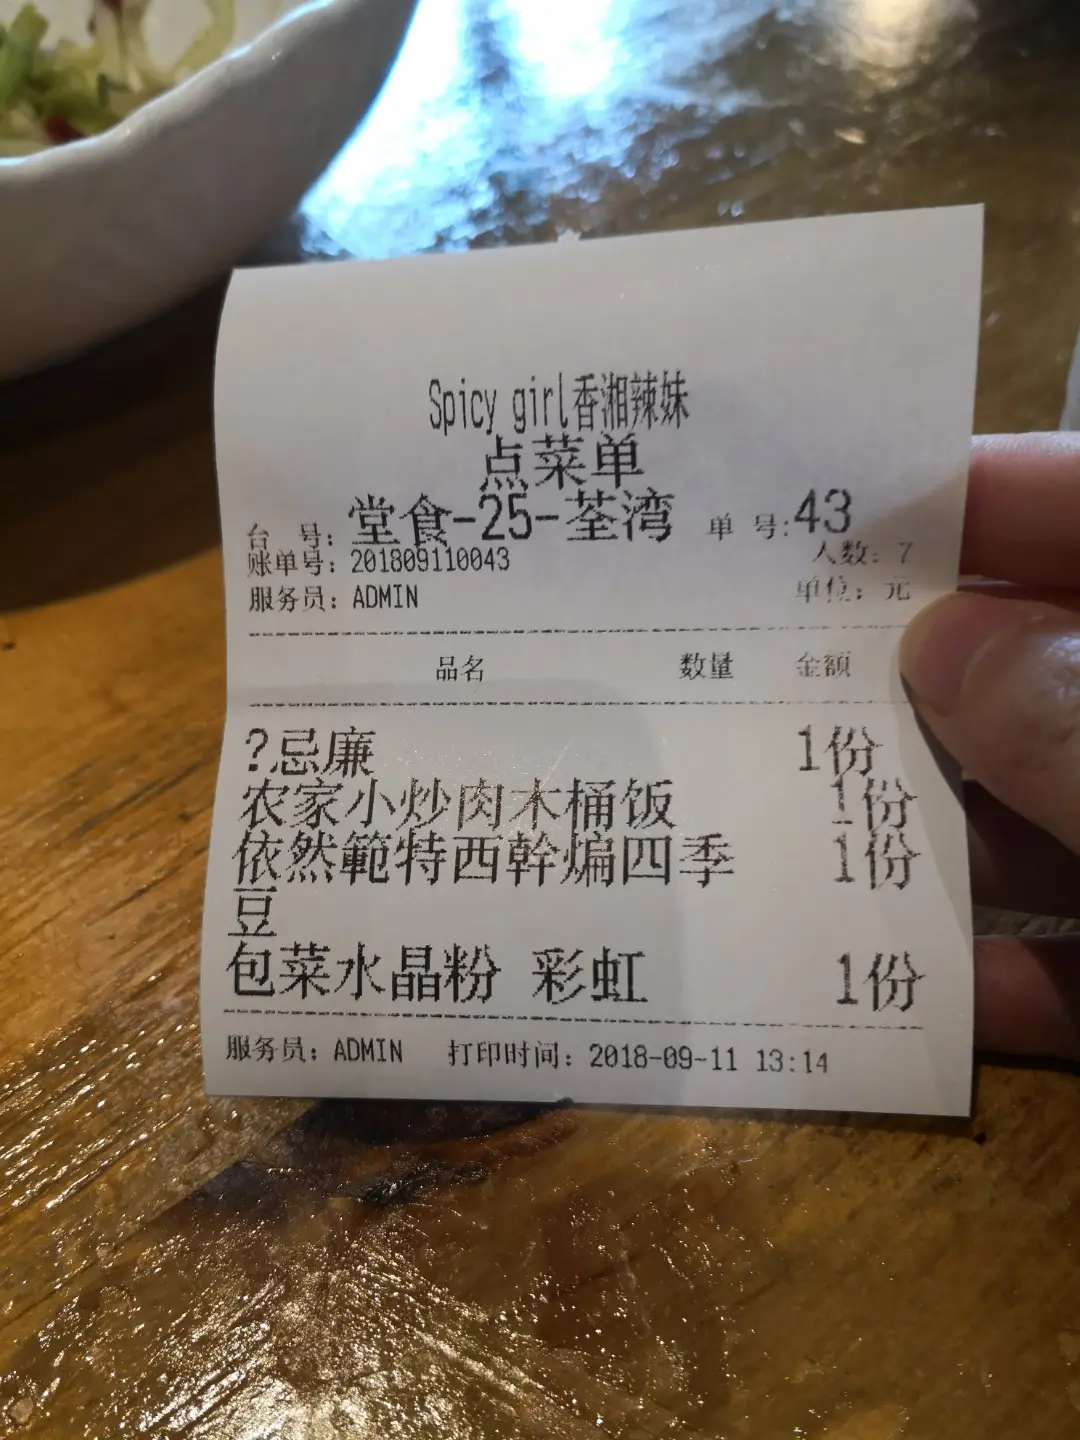 Spicy girl香湘辣妹
点菜单
台 号: 堂食-25-荃湾 单 号:43
账单号: 201809110043 人数: 7
服务员: ADMIN 单位: 元
品名 数量 金额
?忌廉 1份
农家小炒肉木桶饭 1份
依然範特西幹煸四季 1份
豆
包菜水晶粉 彩虹 1份
服务员: ADMIN 打印时间: 2018-09-11 13:14